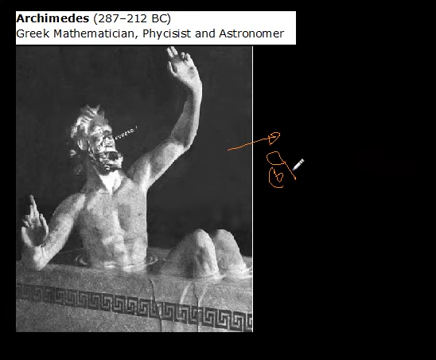 Archimedes (287–212 BC)
Greek Mathematician, Phycisist and Astronomer